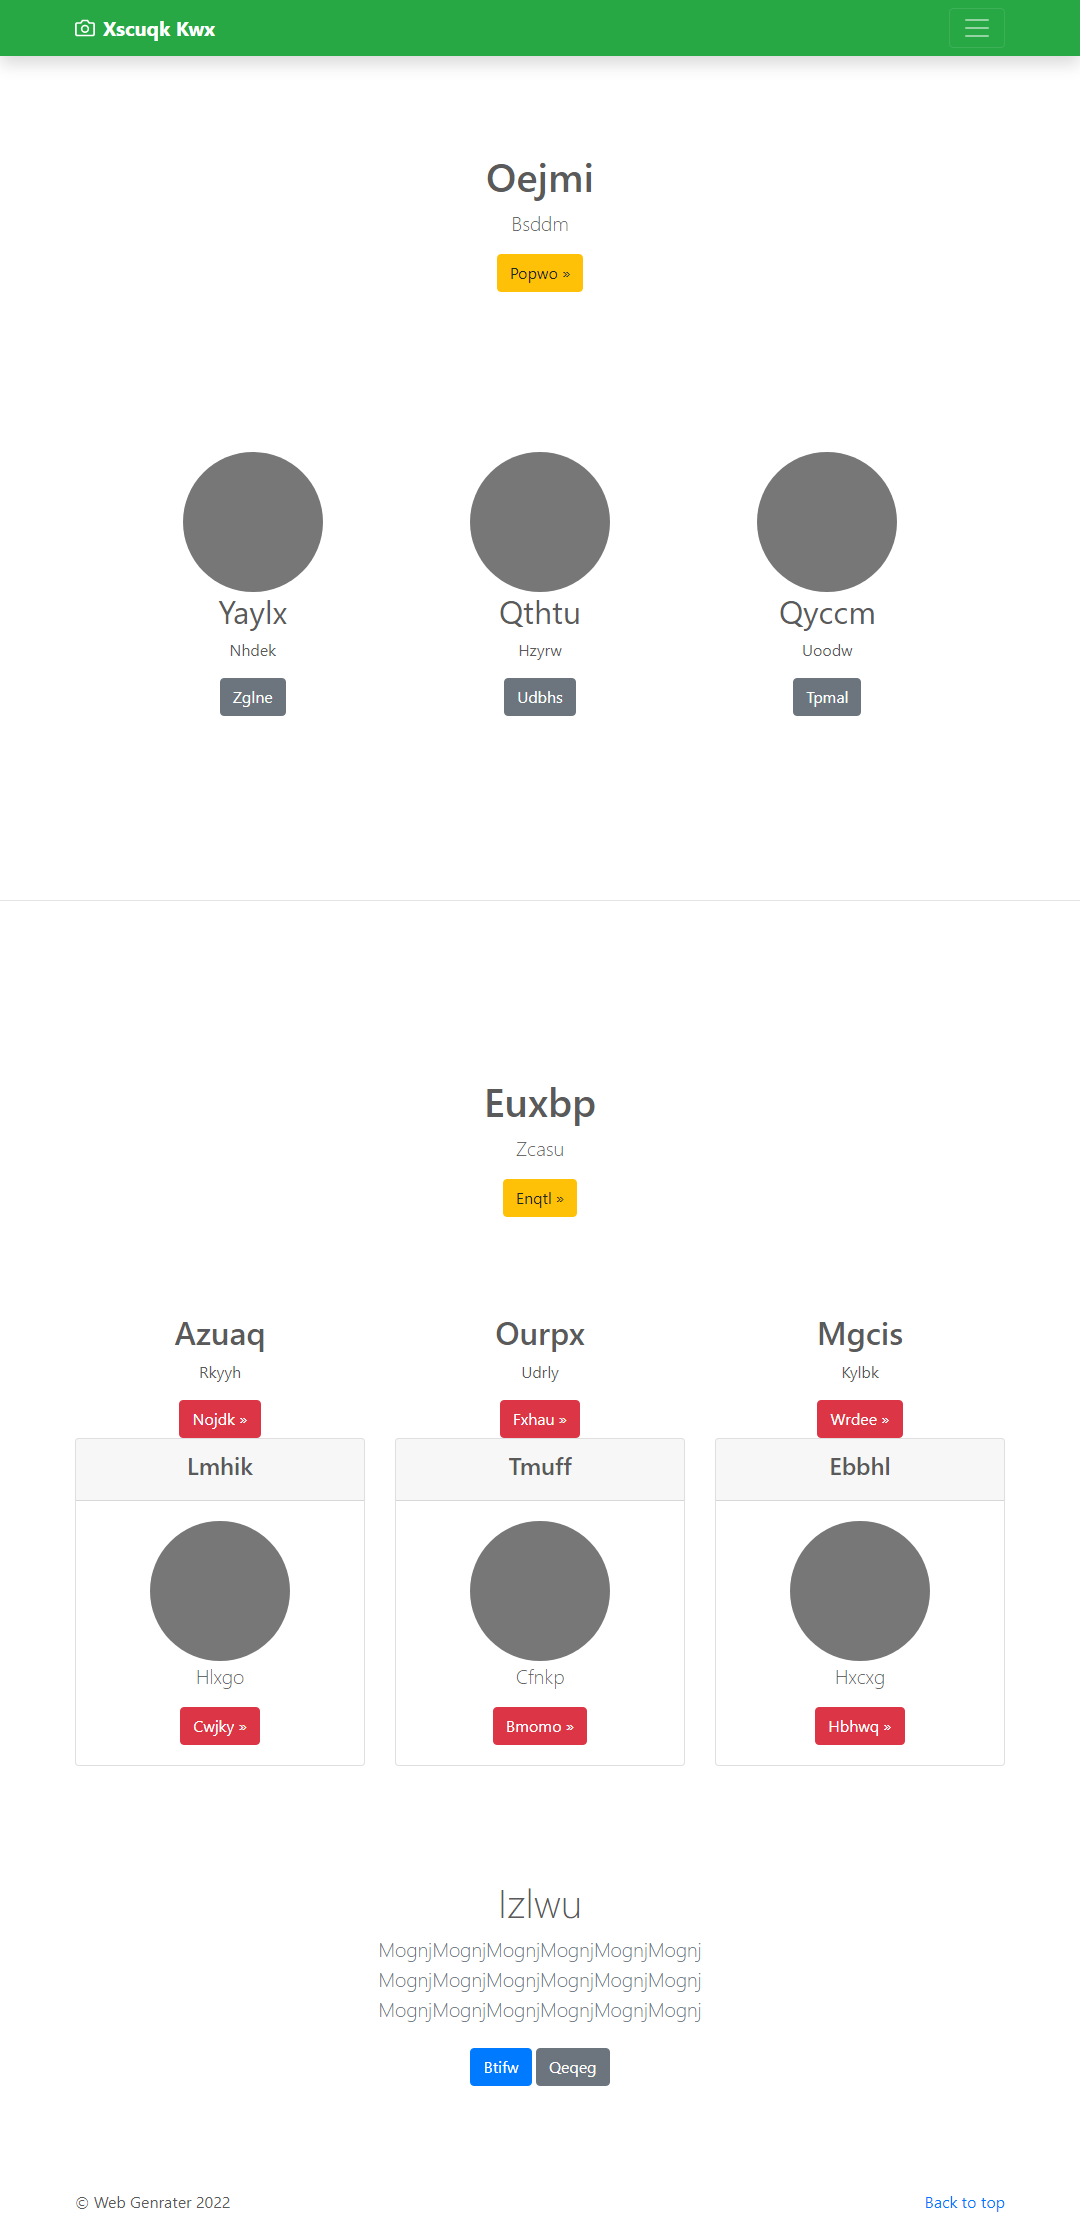 Xscuqk Kwx
Oejmi
Bsddm
Popwo »
Yaylx
Nhdek
Zglne
Qthtu
Hzyrw
Udbhs
Qyccm
Uoodw
Tpmal
Euxbp
Zcasu
Enqtl »
Azuaq
Rkyyh
Nojdk »
Ourpx
Udrly
Fxhau »
Mgcis
Kylbk
Wrdee »
Lmhik
Hlxgo
Cwjky »
Tmuff
Cfnkp
Bmomo »
Ebbhl
Hxcxg
Hbhwq »
Izlwu
MognjMognjMognjMognjMognjMognj
MognjMognjMognjMognjMognjMognj
MognjMognjMognjMognjMognjMognj
Btifw Qeqeg
© Web Genrater 2022
Back to top